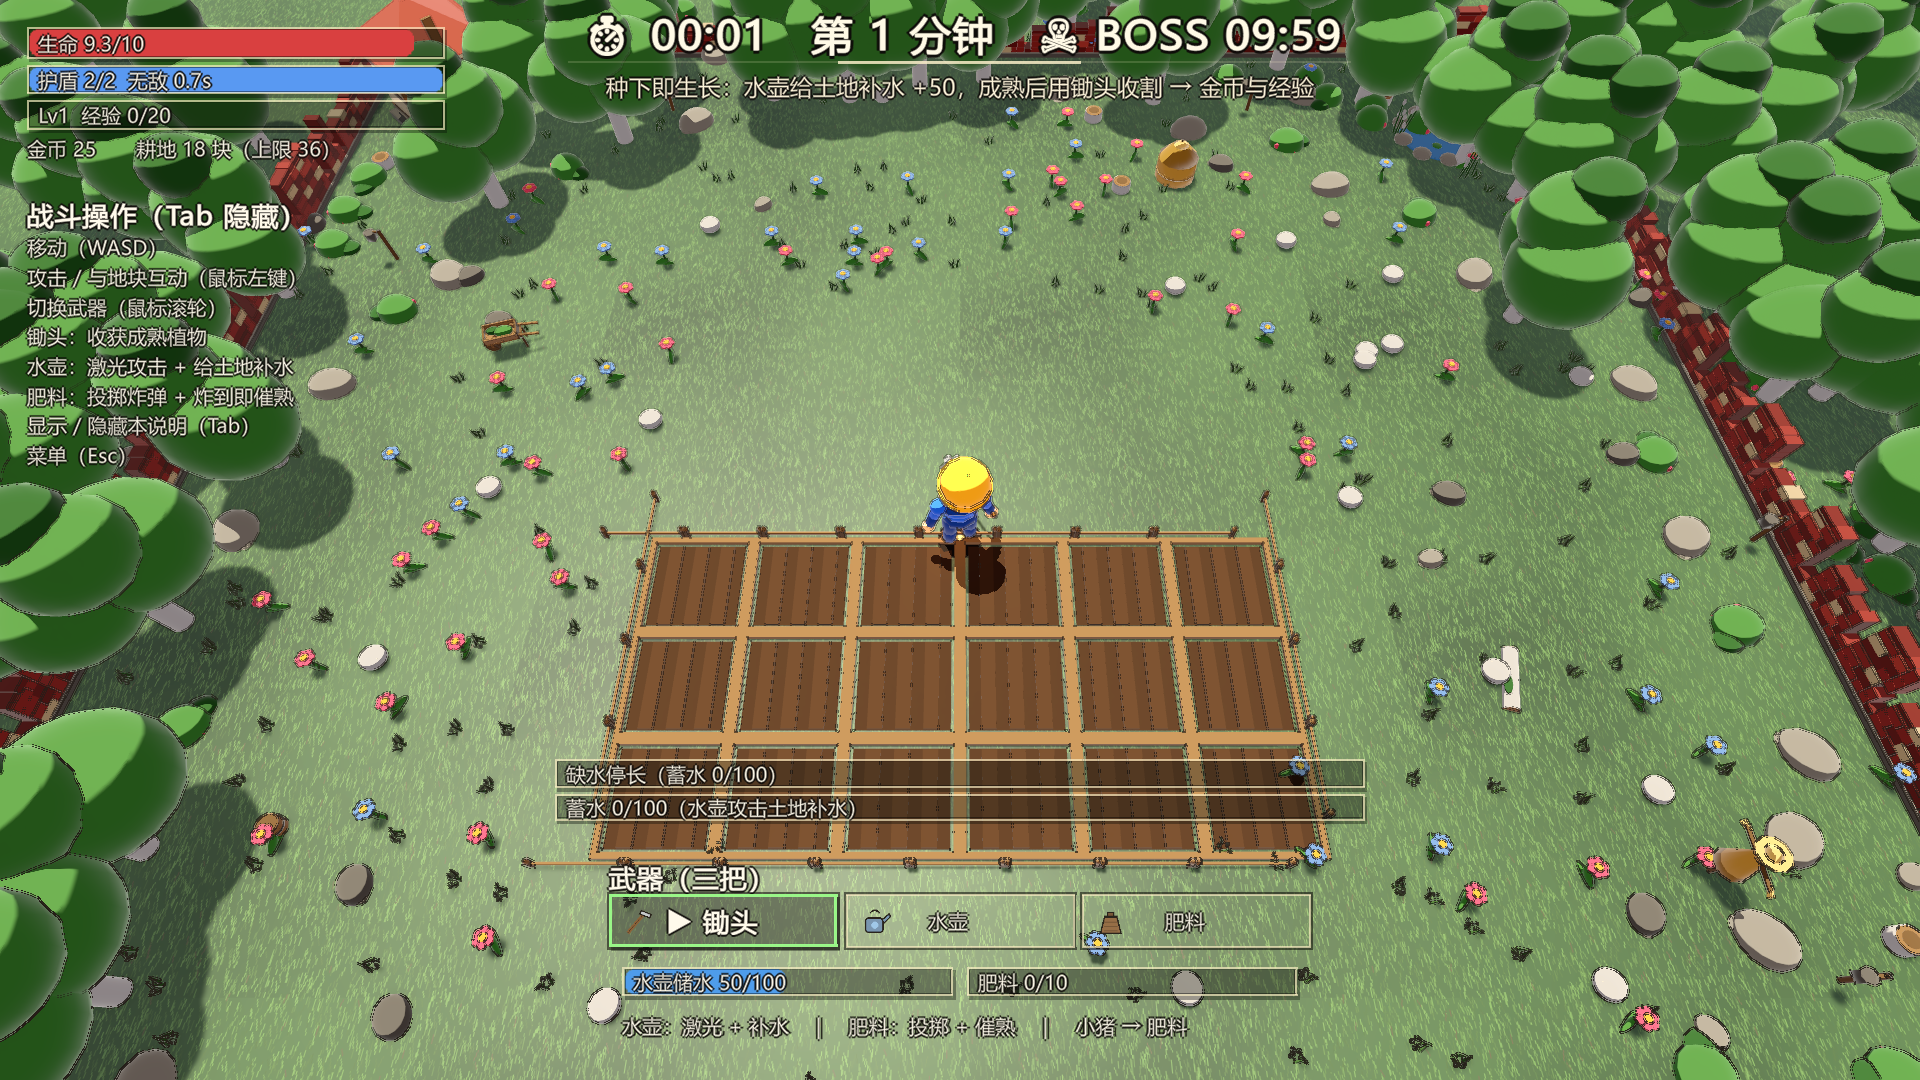 00:01 第 1 分钟 BOSS 09:59
种下即生长：水壶给土地补水 +50，成熟后用锄头收割 → 金币与经验
生命 9.3/10
护盾 2/2 无敌 0.7s
Lv1 经验 0/20
金币 25 耕地 18 块（上限 36）
战斗操作（Tab 隐藏）
移动（WASD）
攻击 / 与地块互动（鼠标左键）
切换武器（鼠标滚轮）
锄头：收获成熟植物
水壶：激光攻击 + 给土地补水
肥料：投掷炸弹 + 炸到即催熟
显示 / 隐藏本说明（Tab）
菜单（Esc）
缺水停长（蓄水 0/100）
蓄水 0/100（水壶攻击土地补水）
武器（三把）
▶ 锄头 水壶 肥料
水壶储水 50/100 肥料 0/10
水壶：激光 + 补水 | 肥料：投掷 + 催熟 | 小猪 → 肥料